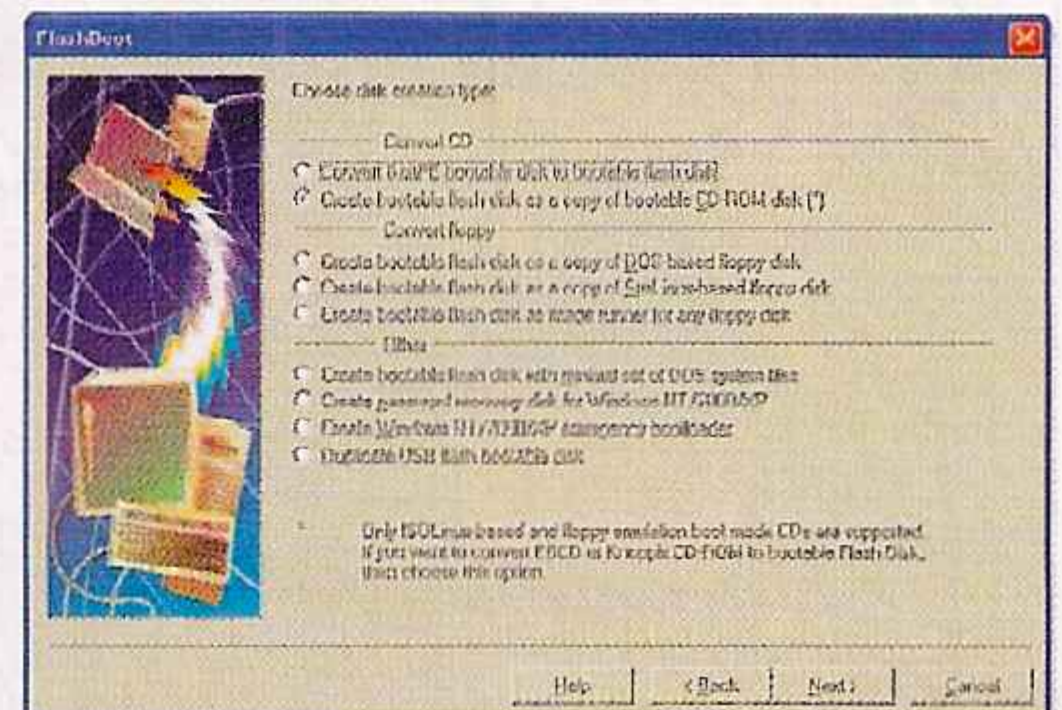 FlashBoot
Choose disk creation type:
Convert CD
Convert BartPE bootable disk to bootable flash disk
Create bootable flash disk as a copy of bootable CD-ROM disk (*)
Convert floppy
Create bootable flash disk as a copy of DOS based floppy disk
Create bootable flash disk as a copy of SysLinux-based floppy disk
Create bootable flash disk as image runner for any floppy disk
Other
Create bootable flash disk with minimal set of DOS system files
Create password recovery disk for Windows NT/2000/XP
Create Windows NT/2000/XP emergency bootloader
Duplicate USB flash bootable disk
* Only ISOLinux-based and floppy emulation boot mode CDs are supported.
If you want to convert EBCD or Knoppix CD-ROM to bootable Flash Disk,
then choose this option.
Help
< Back
Next >
Cancel